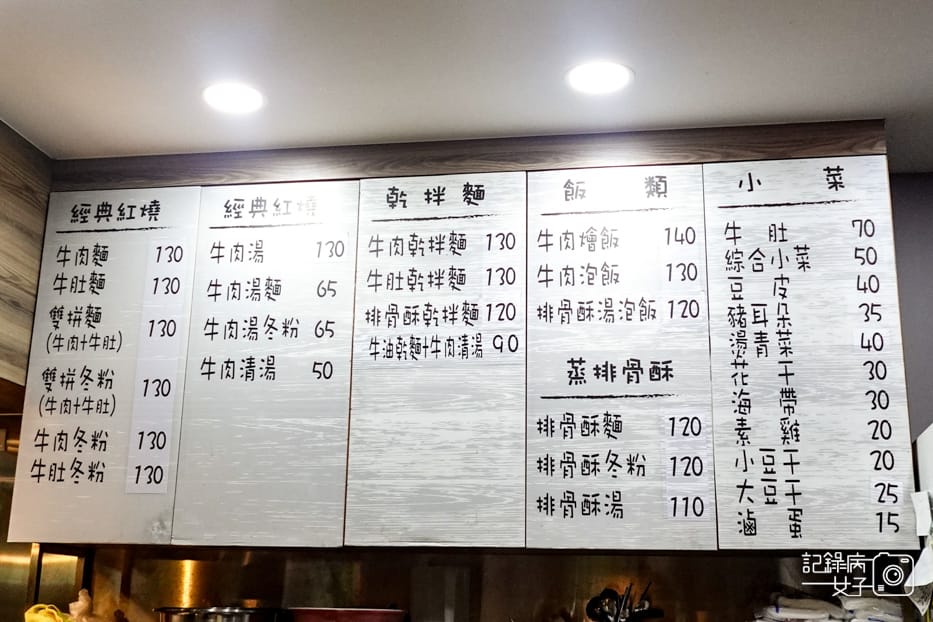 經典紅燒
牛肉麵 130
牛肚麵 130
雙拼麵 130
(牛肉+牛肚)
雙拼冬粉 130
(牛肉+牛肚)
牛肉冬粉 130
牛肚冬粉 130
經典紅燒
牛肉湯 130
牛肉湯麵 65
牛肉湯冬粉 65
牛肉清湯 50
乾拌麵
牛肉乾拌麵 130
牛肚乾拌麵 130
排骨酥乾拌麵 120
牛油乾麵+牛肉清湯 90
飯類
牛肉燴飯 140
牛肉泡飯 130
排骨酥湯泡飯 120
蒸排骨酥
排骨酥麵 120
排骨酥冬粉 120
排骨酥湯 110
小菜
牛肚 70
綜合小菜 50
豆皮 40
豬耳朵 35
燙青菜 40
花干 30
海帶 30
素雞 20
小豆干 20
大豆干 25
滷蛋 15
記錄病
女子